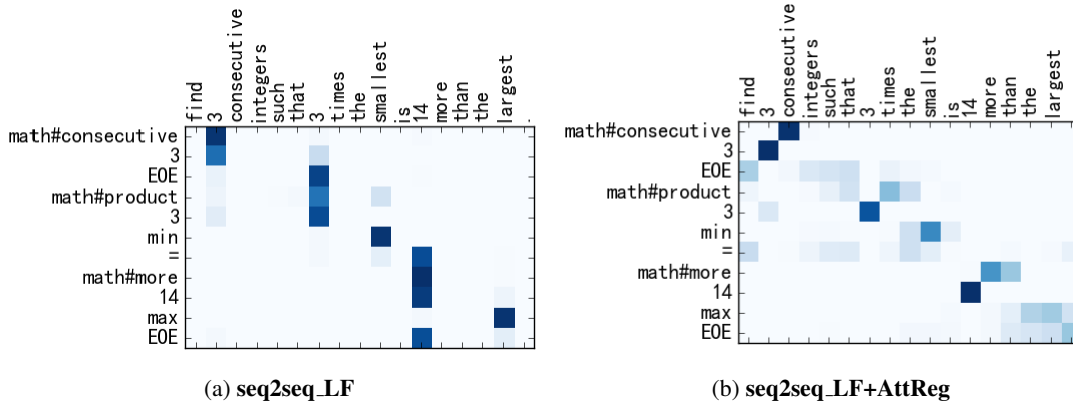 find 3 consecutive integers such that 3 times the smallest is 14 more than the largest .
math#consecutive
3
EOE
math#product
3
min
=
math#more
14
max
EOE
(a) seq2seq_LF
find 3 consecutive integers such that 3 times the smallest is 14 more than the largest
math#consecutive
3
EOE
math#product
3
min
=
math#more
14
max
EOE
(b) seq2seq_LF+AttReg